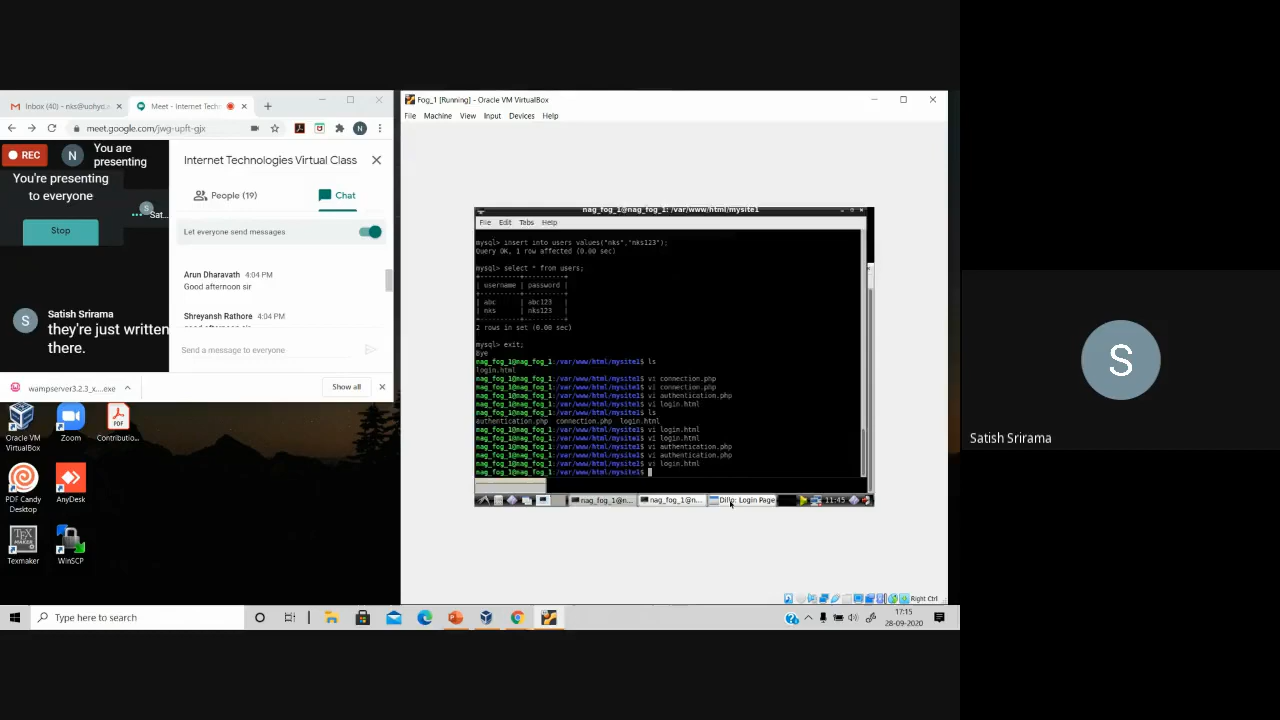 Inbox (40) - nks@uohyd.
Meet - Internet Techn
meet.google.com/jwg-upft-gjx
REC
N
You are presenting
You're presenting to everyone
Sat...
Stop
Internet Technologies Virtual Class
People (19)
Chat
Let everyone send messages
Arun Dharavath 4:04 PM
Good afternoon sir
Shreyansh Rathore 4:04 PM
good afternoon sir
S
Satish Srirama
they're just written
there.
Send a message to everyone
wampserver3.2.3_x....exe
Show all
Oracle VM VirtualBox
Zoom
Contributio...
PDF Candy Desktop
AnyDesk
Texmaker
WinSCP
Fog_1 [Running] - Oracle VM VirtualBox
File Machine View Input Devices Help
nag_fog_1@nag_fog_1: /var/www/html/mysite1
File Edit Tabs Help
mysql> insert into users values("nks","nks123");
Query OK, 1 row affected (0.00 sec)
mysql> select * from users;
+----------+----------+
| username | password |
+----------+----------+
| abc | abc123 |
| nks | nks123 |
+----------+----------+
2 rows in set (0.00 sec)
mysql> exit;
Bye
nag_fog_1@nag_fog_1:/var/www/html/mysite1$ ls
login.html
nag_fog_1@nag_fog_1:/var/www/html/mysite1$ vi connection.php
nag_fog_1@nag_fog_1:/var/www/html/mysite1$ vi connection.php
nag_fog_1@nag_fog_1:/var/www/html/mysite1$ vi authentication.php
nag_fog_1@nag_fog_1:/var/www/html/mysite1$ vi login.html
nag_fog_1@nag_fog_1:/var/www/html/mysite1$ ls
authentication.php connection.php login.html
nag_fog_1@nag_fog_1:/var/www/html/mysite1$ vi login.html
nag_fog_1@nag_fog_1:/var/www/html/mysite1$ vi login.html
nag_fog_1@nag_fog_1:/var/www/html/mysite1$ vi authentication.php
nag_fog_1@nag_fog_1:/var/www/html/mysite1$ vi authentication.php
nag_fog_1@nag_fog_1:/var/www/html/mysite1$ vi login.html
nag_fog_1@nag_fog_1:/var/www/html/mysite1$
nag_fog_1@n... nag_fog_1@n... Dillo: Login Page 11:45
Right Ctrl
Type here to search
17:15
28-09-2020
S
Satish Srirama